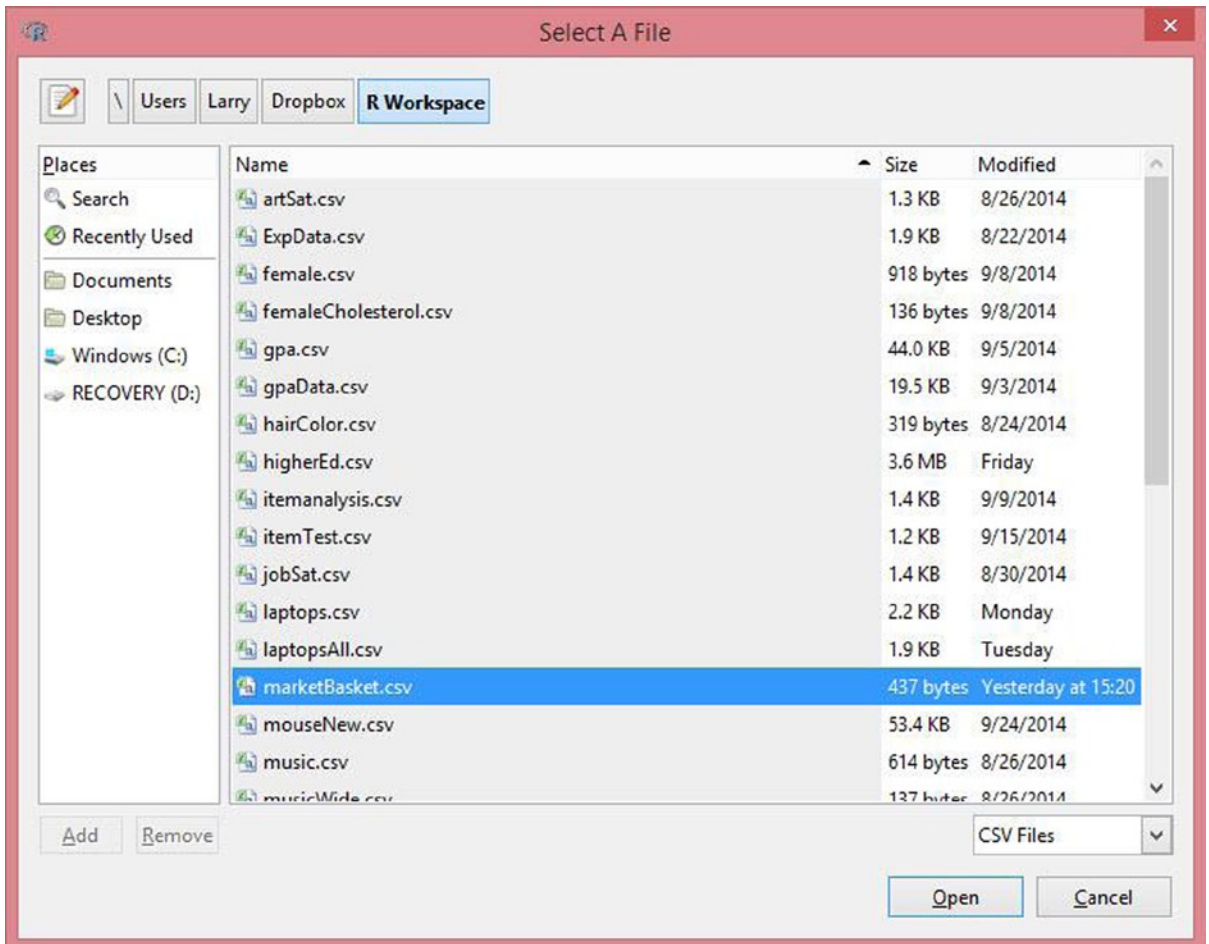 Select A File
\ Users Larry Dropbox R Workspace
Places
Search
Recently Used
Documents
Desktop
Windows (C:)
RECOVERY (D:)
Name Size Modified
artSat.csv 1.3 KB 8/26/2014
ExpData.csv 1.9 KB 8/22/2014
female.csv 918 bytes 9/8/2014
femaleCholesterol.csv 136 bytes 9/8/2014
gpa.csv 44.0 KB 9/5/2014
gpaData.csv 19.5 KB 9/3/2014
hairColor.csv 319 bytes 8/24/2014
higherEd.csv 3.6 MB Friday
itemanalysis.csv 1.4 KB 9/9/2014
itemTest.csv 1.2 KB 9/15/2014
jobSat.csv 1.4 KB 8/30/2014
laptops.csv 2.2 KB Monday
laptopsAll.csv 1.9 KB Tuesday
marketBasket.csv 437 bytes Yesterday at 15:20
mouseNew.csv 53.4 KB 9/24/2014
music.csv 614 bytes 8/26/2014
musicWide.csv 137 bytes 8/26/2014
Add Remove
CSV Files
Open Cancel